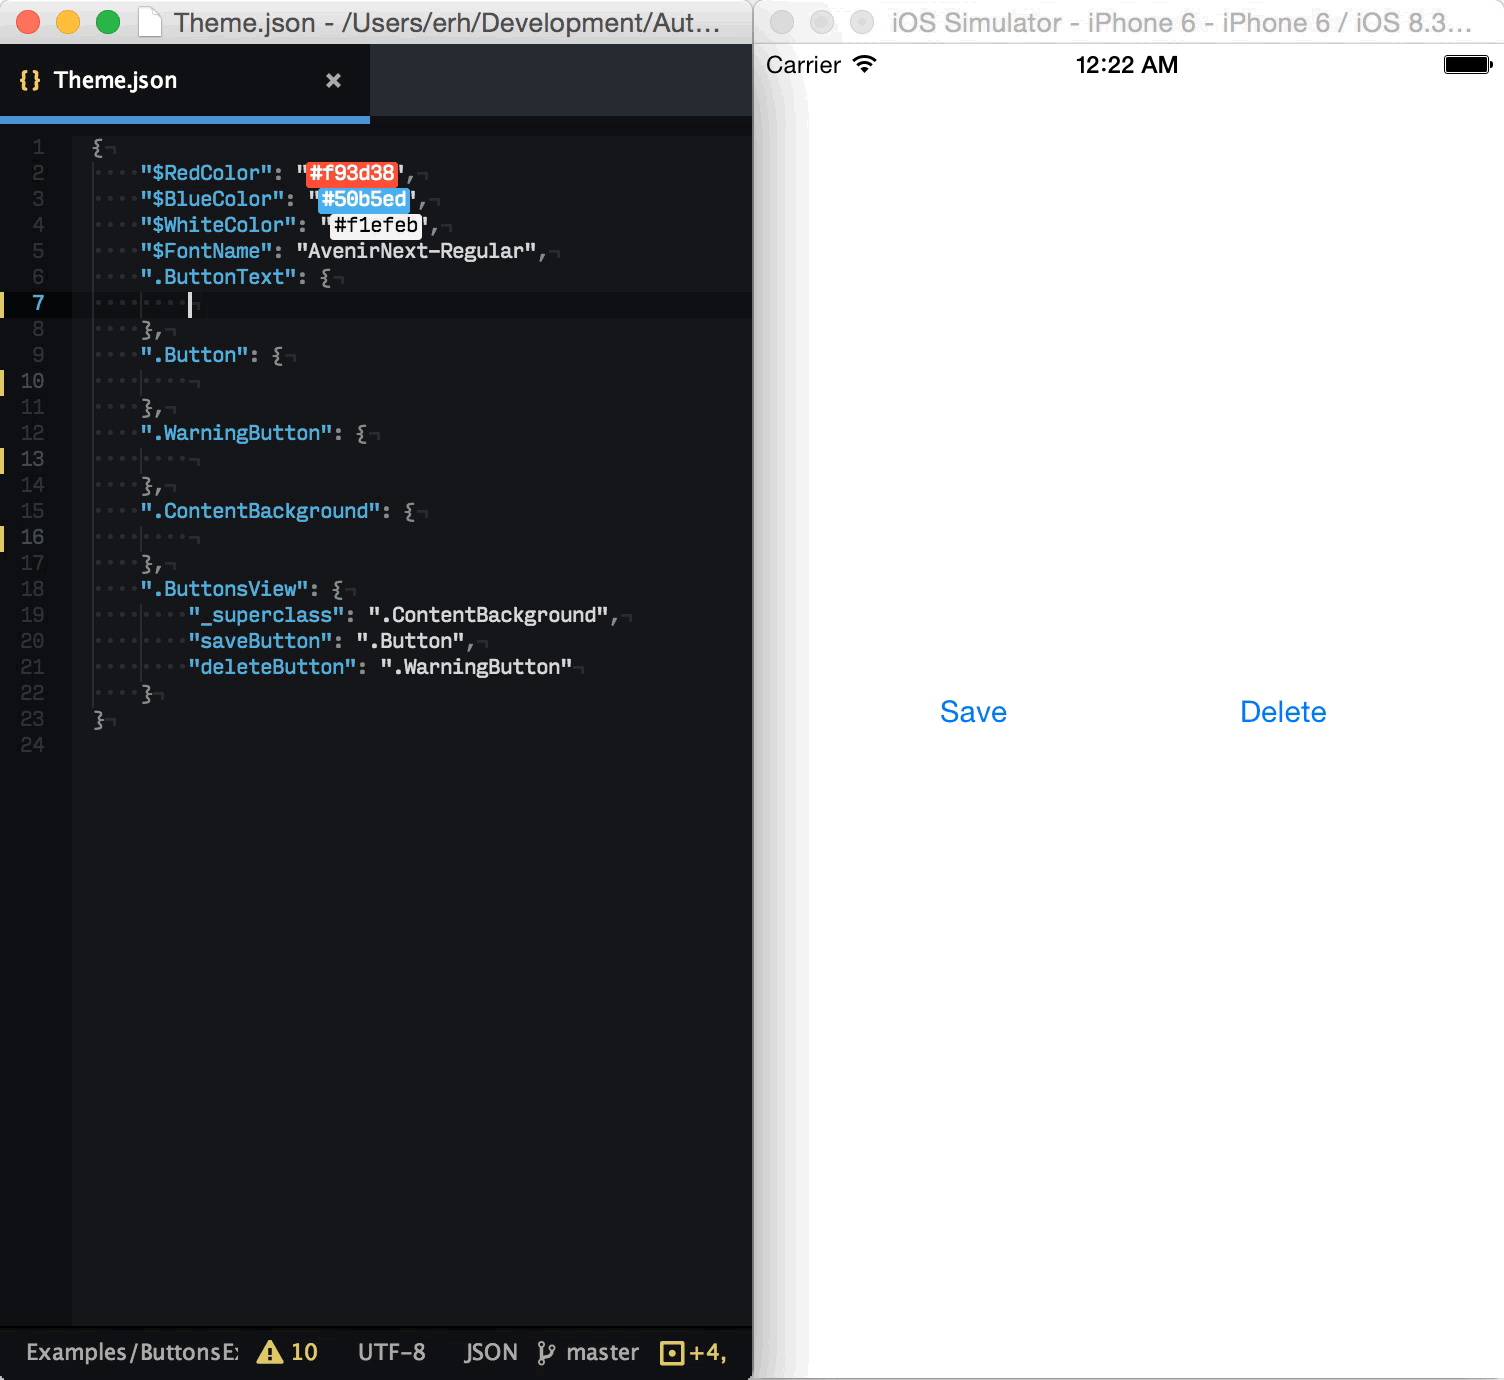 Theme.json - /Users/erh/Development/Aut...
Theme.json
1 {
2 "$RedColor": "#f93d38",
3 "$BlueColor": "#50b5ed",
4 "$WhiteColor": "#f1efeb",
5 "$FontName": "AvenirNext-Regular",
6 ".ButtonText": {
7
8 },
9 ".Button": {
10
11 },
12 ".WarningButton": {
13
14 },
15 ".ContentBackground": {
16
17 },
18 ".ButtonsView": {
19 "_superclass": ".ContentBackground",
20 "saveButton": ".Button",
21 "deleteButton": ".WarningButton"
22 }
23 }
24
Examples/ButtonsEx 10 UTF-8 JSON master +4,
iOS Simulator - iPhone 6 - iPhone 6 / iOS 8.3...
Carrier 12:22 AM
Save Delete